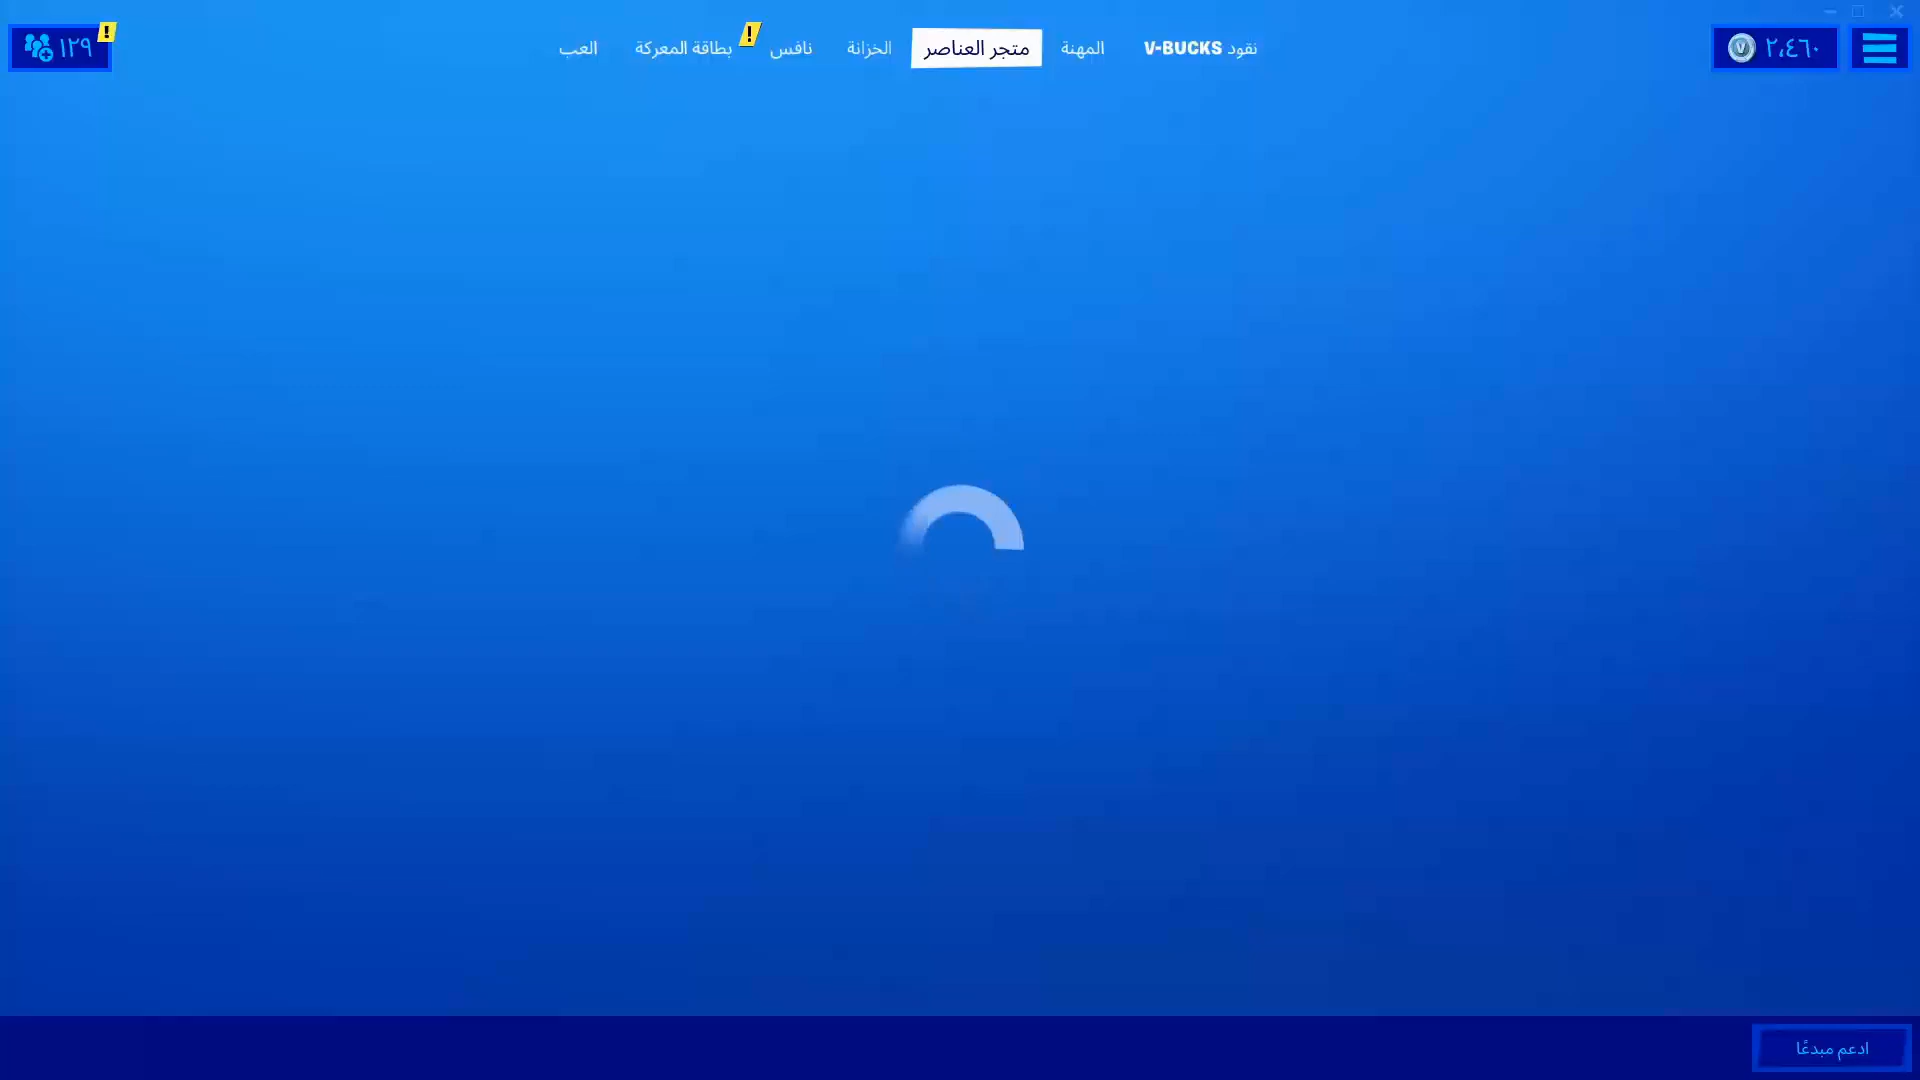 ١٢٩
!
العب
بطاقة المعركة
!
نافس
الخزانة
متجر العناصر
المهنة
نقود V-BUCKS
٢،٤٦٠
ادعم مبدعًا